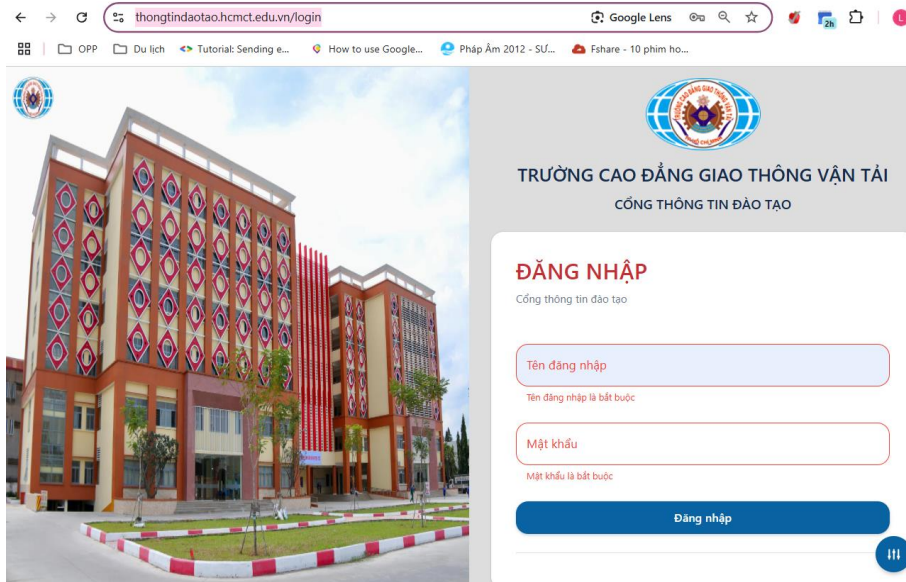 thongtindaotao.hcmct.edu.vn/login
Google Lens
2h
L
OPP
Du lịch
Tutorial: Sending e...
How to use Google...
Pháp Âm 2012 - SƯ...
Fshare - 10 phim ho...
TRƯỜNG CAO ĐẲNG GIAO THÔNG VẬN TẢI
CỔNG THÔNG TIN ĐÀO TẠO
ĐĂNG NHẬP
Cổng thông tin đào tạo
Tên đăng nhập
Tên đăng nhập là bắt buộc
Mật khẩu
Mật khẩu là bắt buộc
Đăng nhập